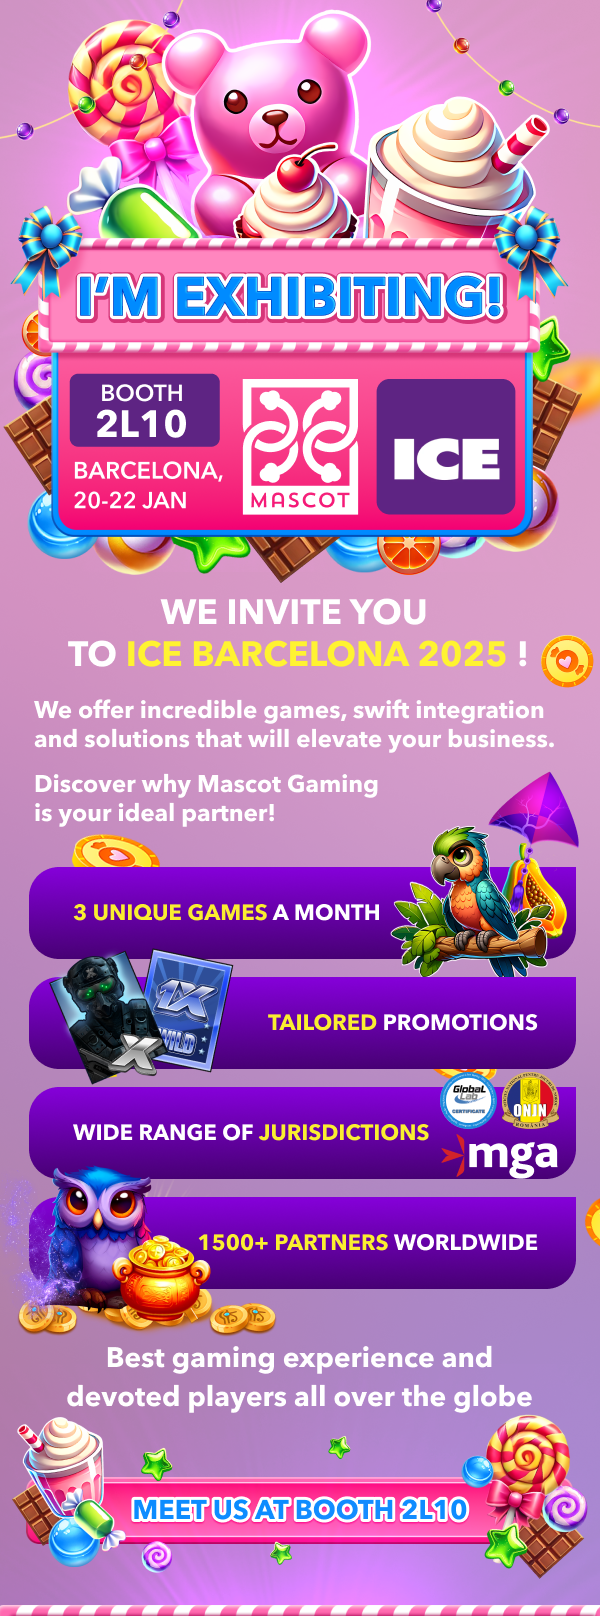 I'M EXHIBITING!
BOOTH
2L10
BARCELONA,
20-22 JAN
MASCOT
ICE
WE INVITE YOU
TO ICE BARCELONA 2025 !
We offer incredible games, swift integration
and solutions that will elevate your business.
Discover why Mascot Gaming
is your ideal partner!
3 UNIQUE GAMES A MONTH
X
1X
WILD
TAILORED PROMOTIONS
Global
Lab
CERTIFICATE
ONJN
ROMÂNIA
WIDE RANGE OF JURISDICTIONS
mga
1500+ PARTNERS WORLDWIDE
Best gaming experience and
devoted players all over the globe
MEET US AT BOOTH 2L10